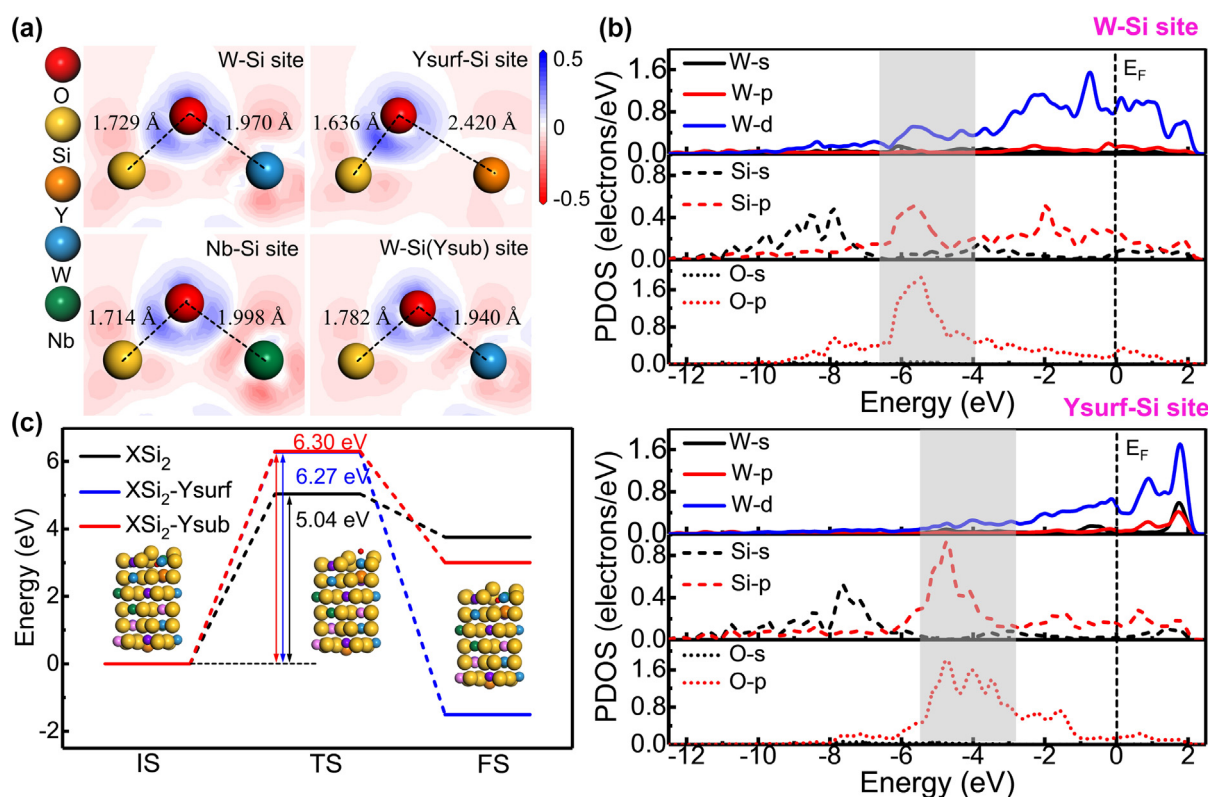 (a)
O
Si
Y
W
Nb
W-Si site
1.729 Å
1.970 Å
Ysurf-Si site
1.636 Å
2.420 Å
Nb-Si site
1.714 Å
1.998 Å
W-Si(Ysub) site
1.782 Å
1.940 Å
0.5
0
-0.5
(b)
W-Si site
PDOS (electrons/eV)
1.6
0.8
0.0
W-s
W-p
W-d
E_F
0.4
0.0
Si-s
Si-p
1.6
0.8
0.0
O-s
O-p
-12 -10 -8 -6 -4 -2 0 2
Energy (eV)
Ysurf-Si site
PDOS (electrons/eV)
1.6
0.8
0.0
W-s
W-p
W-d
E_F
0.8
0.4
0.0
Si-s
Si-p
1.6
0.8
0.0
O-s
O-p
-12 -10 -8 -6 -4 -2 0 2
Energy (eV)
(c)
Energy (eV)
6
4
2
0
-2
XSi₂
XSi₂-Ysurf
XSi₂-Ysub
6.30 eV
6.27 eV
5.04 eV
IS TS FS